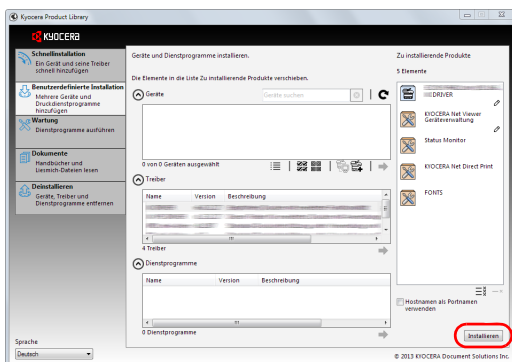 Kyocera Product Library
KYOCERA
Schnellinstallation
Ein Gerät und seine Treiber
schnell hinzufügen
Benutzerdefinierte Installation
Mehrere Geräte und
Druckdienstprogramme
hinzufügen
Wartung
Dienstprogramme ausführen
Dokumente
Handbücher und
Liesmich-Dateien lesen
Deinstallieren
Geräte, Treiber und
Dienstprogramme entfernen
Sprache
Deutsch
Geräte und Dienstprogramme installieren.
Die Elemente in die Liste Zu installierende Produkte verschieben.
Geräte
Geräte suchen
0 von 0 Geräten ausgewählt
Treiber
Name Version Beschreibung
4 Treiber
Dienstprogramme
Name Version Beschreibung
0 Dienstprogramme
Zu installierende Produkte
5 Elemente
DRIVER
KYOCERA Net Viewer
Geräteverwaltung
Status Monitor
KYOCERA Net Direct Print
FONTS
Hostnamen als Portnamen
verwenden
Installieren
© 2013 KYOCERA Document Solutions Inc.